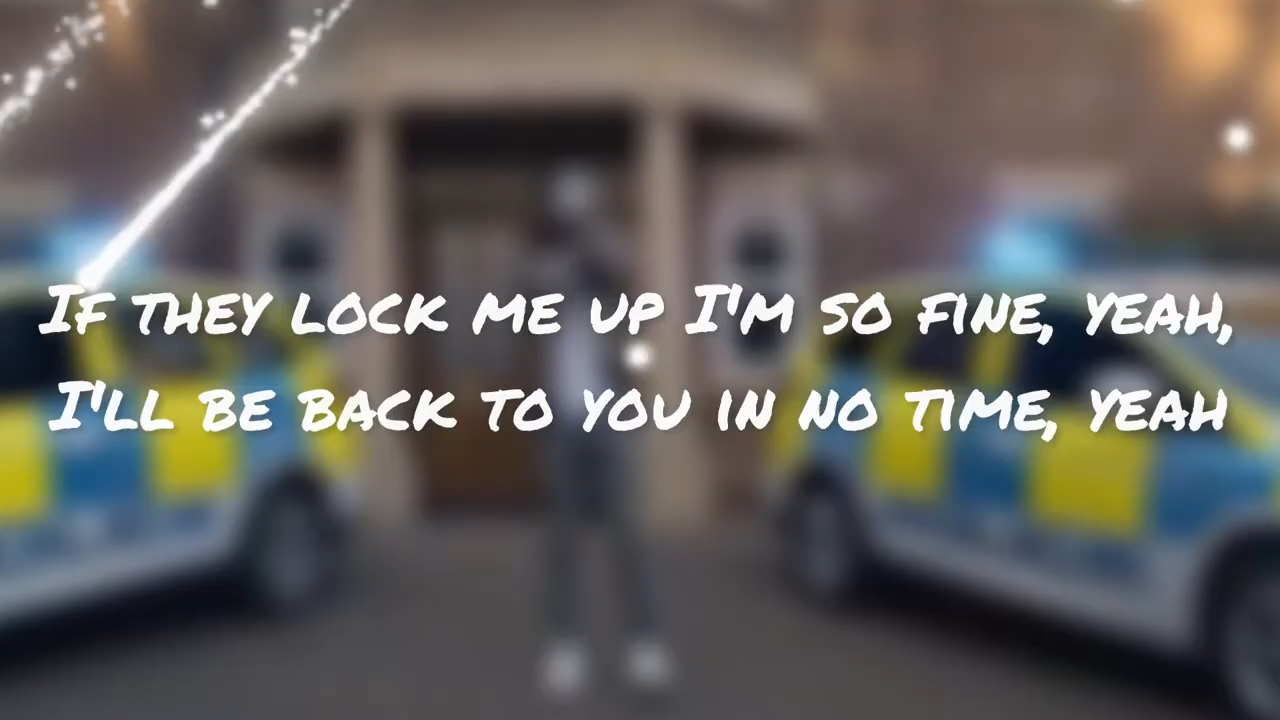 If they lock me up I'm so fine, yeah,
I'll be back to you in no time, yeah